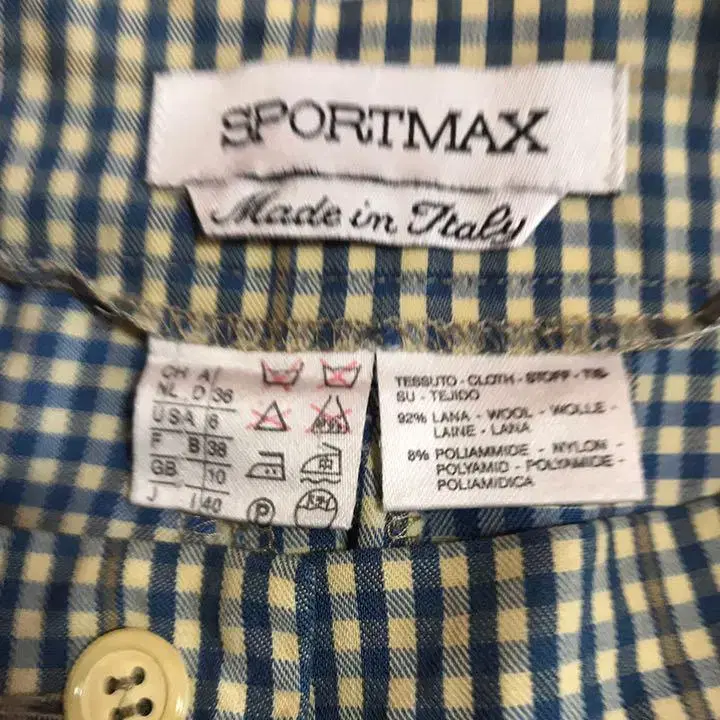 SPORTMAX
Made in Italy
CH A/
NL D 36
USA 6
F B 38
GB 10
J I 40
P
TESSUTO - CLOTH - STOFF - TIS-
SU - TEJIDO
92% LANA - WOOL - WOLLE -
LAINE - LANA
8% POLIAMMIDE - NYLON -
POLYAMID - POLYAMIDE -
POLIAMIDICA